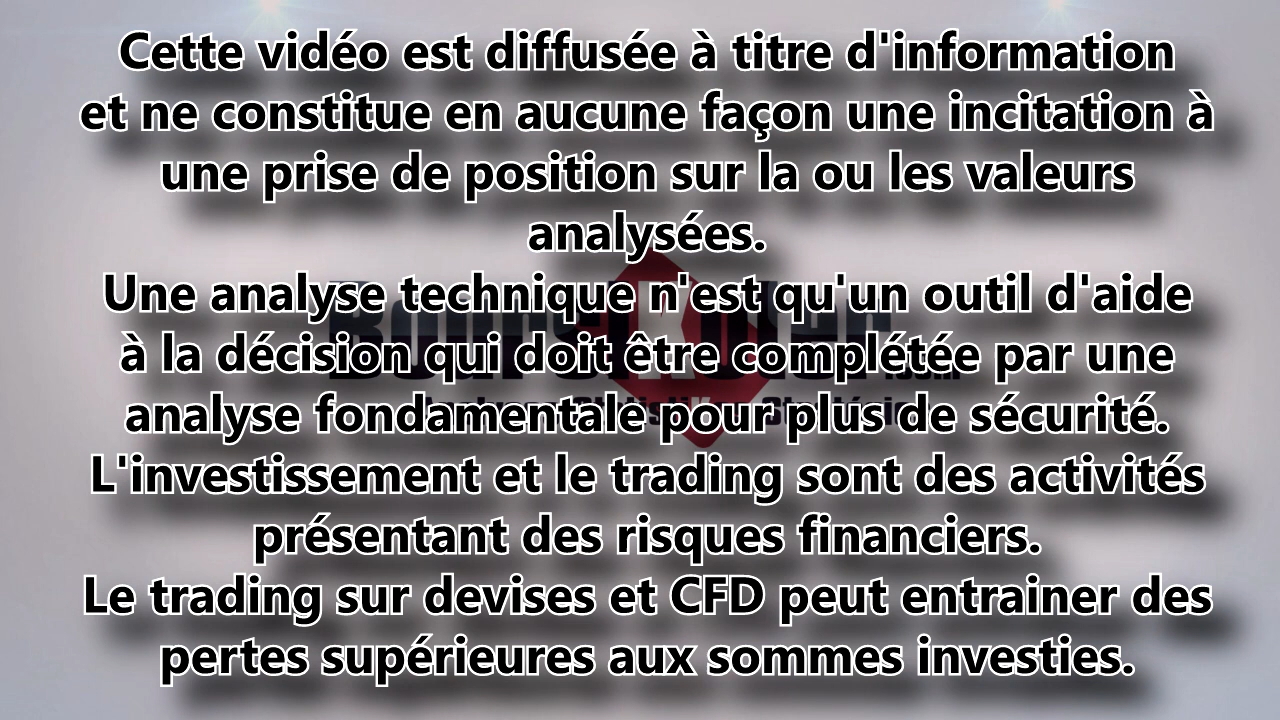 Cette vidéo est diffusée à titre d'information
et ne constitue en aucune façon une incitation à
une prise de position sur la ou les valeurs
analysées.
Une analyse technique n'est qu'un outil d'aide
à la décision qui doit être complétée par une
analyse fondamentale pour plus de sécurité.
L'investissement et le trading sont des activités
présentant des risques financiers.
Le trading sur devises et CFD peut entrainer des
pertes supérieures aux sommes investies.